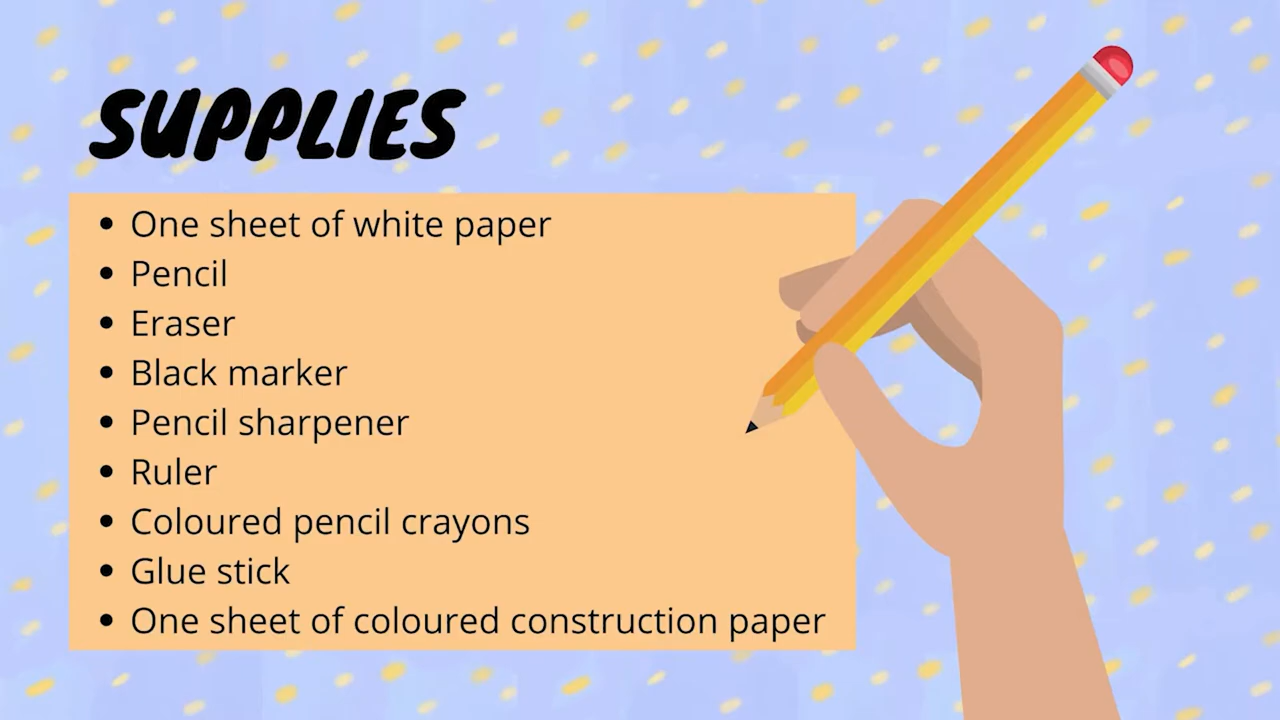 SUPPLIES
• One sheet of white paper
• Pencil
• Eraser
• Black marker
• Pencil sharpener
• Ruler
• Coloured pencil crayons
• Glue stick
• One sheet of coloured construction paper